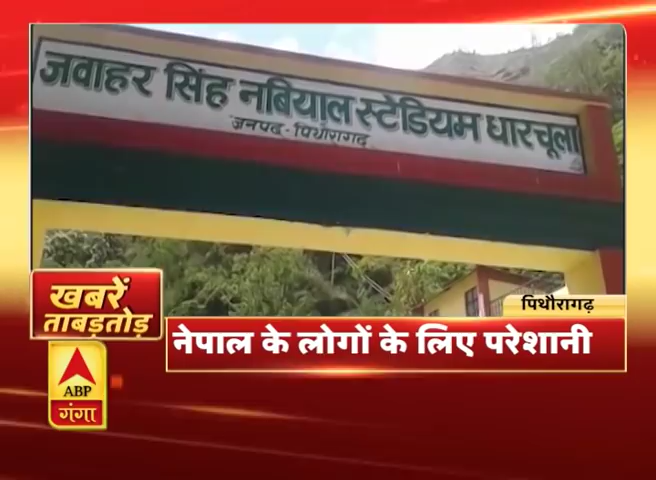 जवाहर सिंह नबियाल स्टेडियम धारचूला
जनपद - पिथौरागढ़
खबरें
ताबड़तोड़
पिथौरागढ़
नेपाल के लोगों के लिए परेशानी
ABP
गंगा